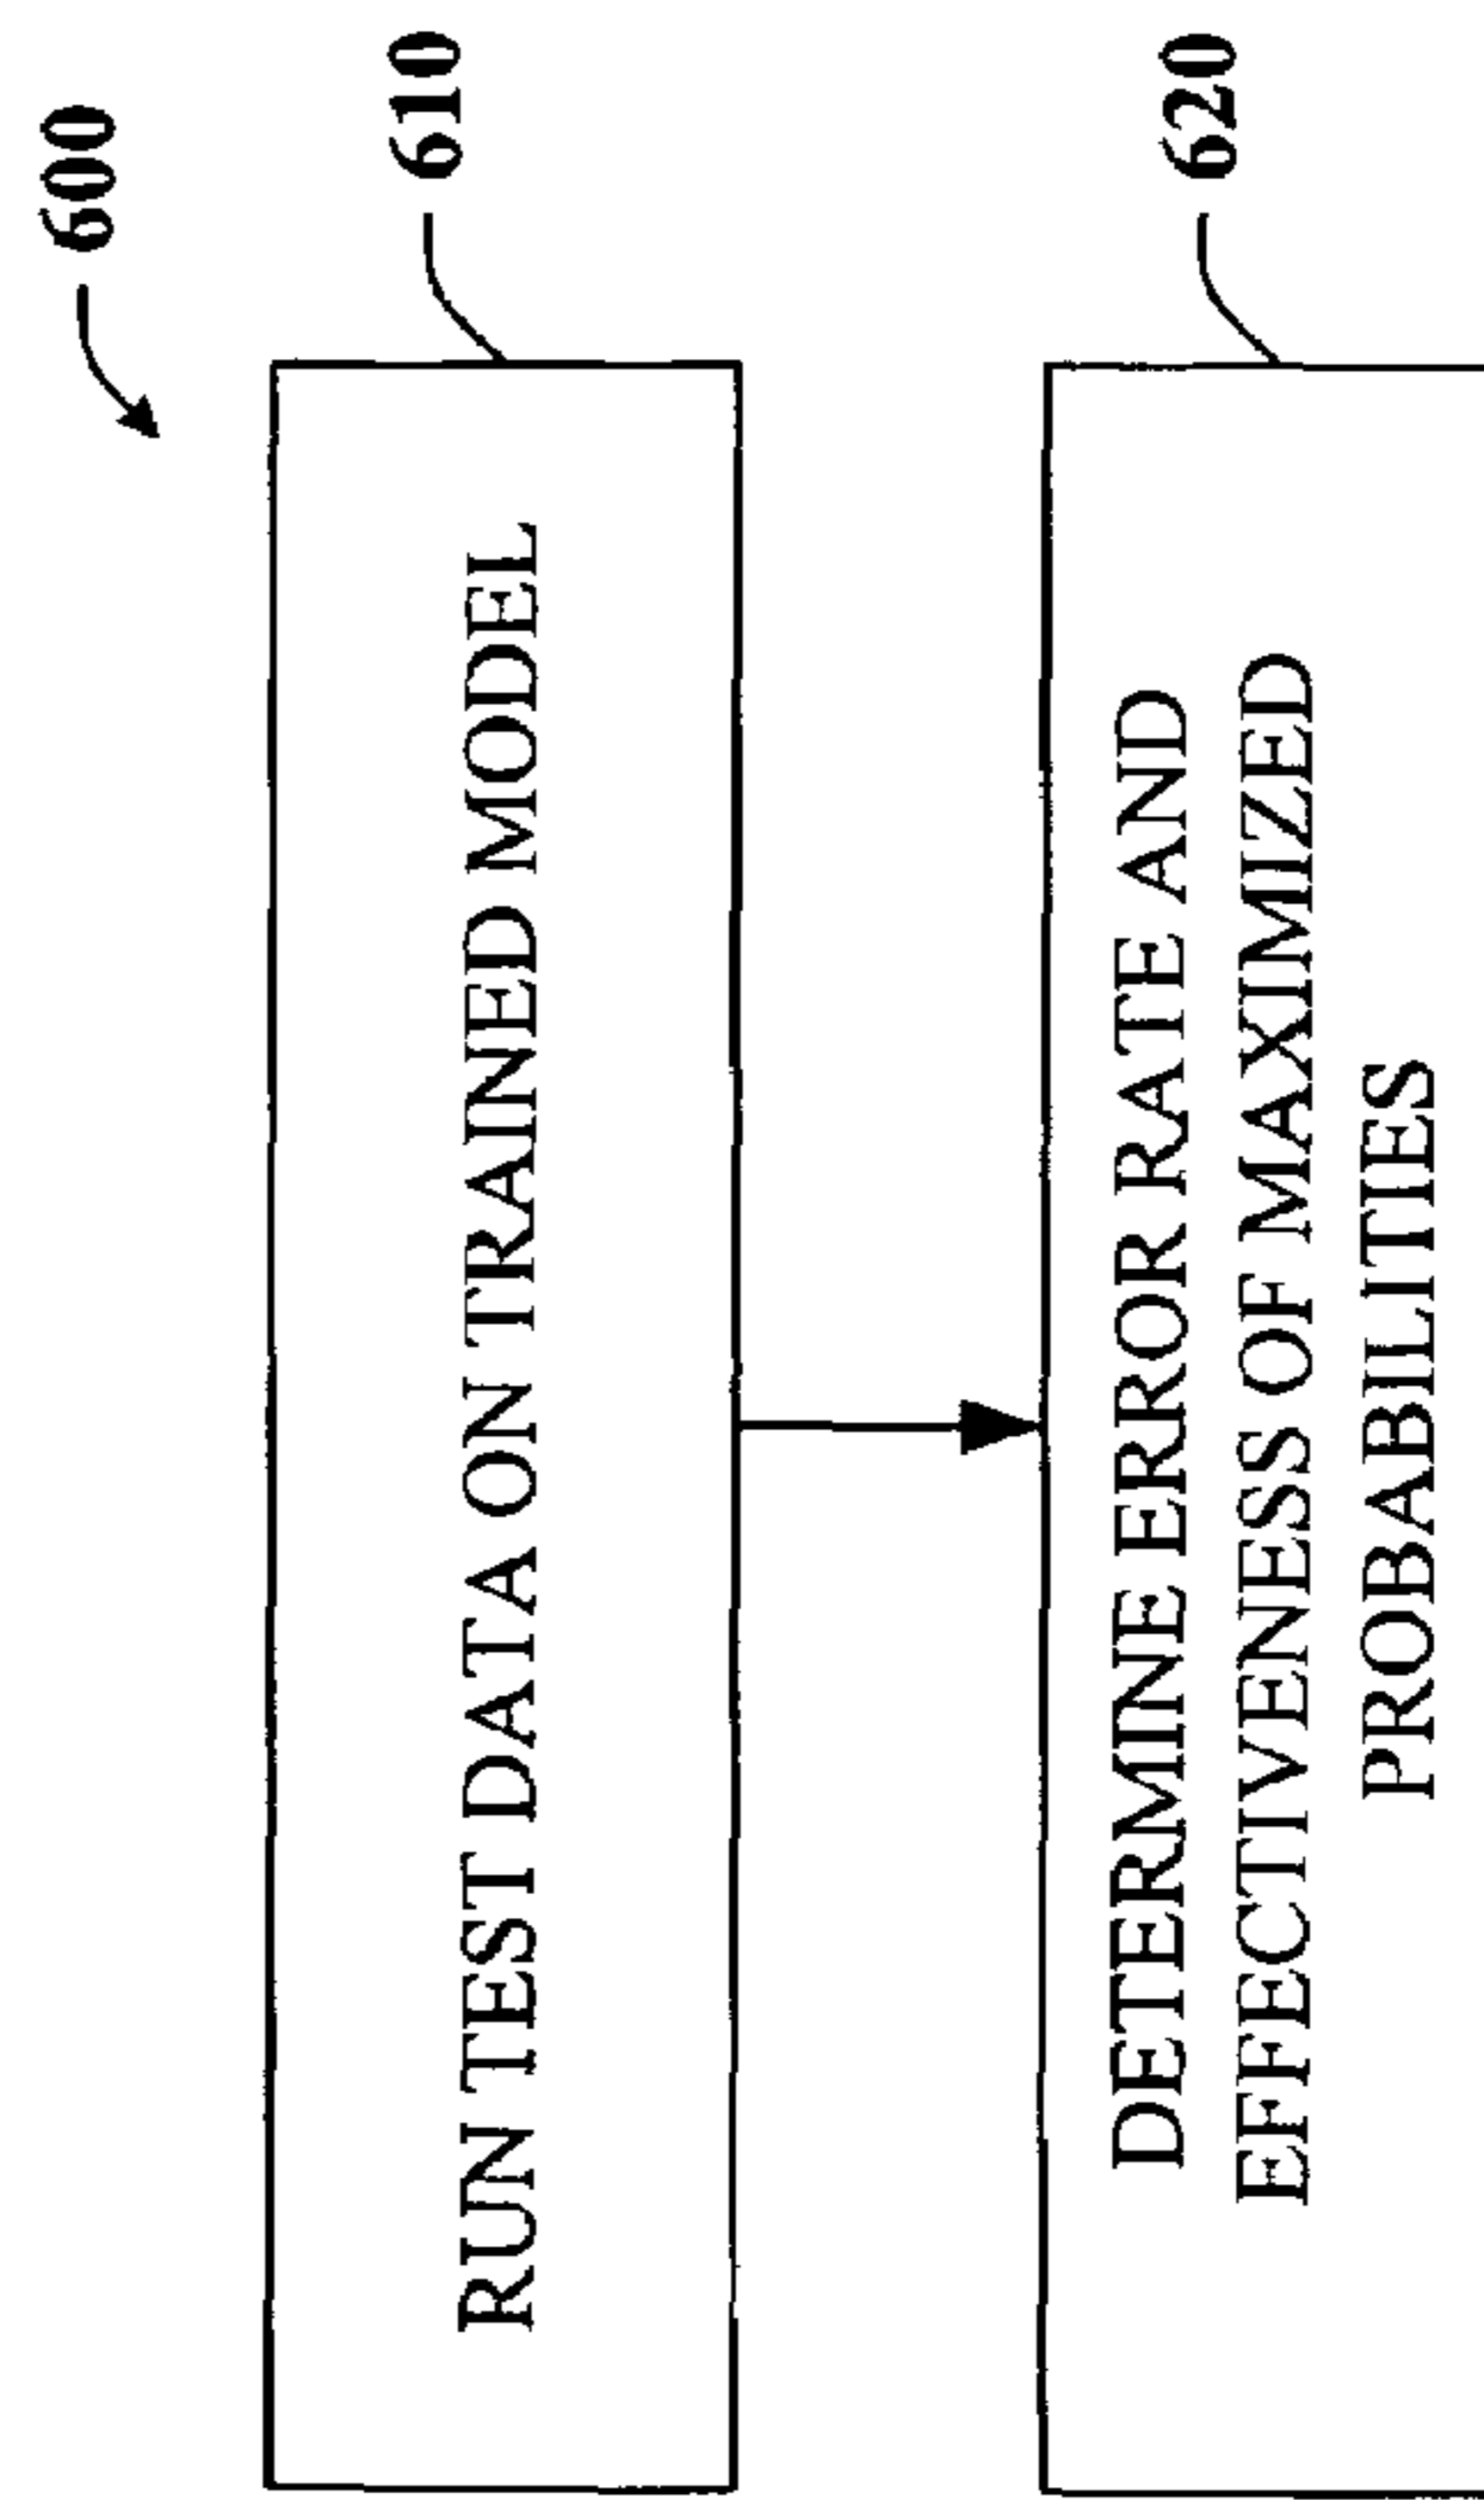 600
610
RUN TEST DATA ON TRAINED MODEL
620
DETERMINE ERROR RATE AND
EFFECTIVENESS OF MAXIMIZED
PROBABILITIES